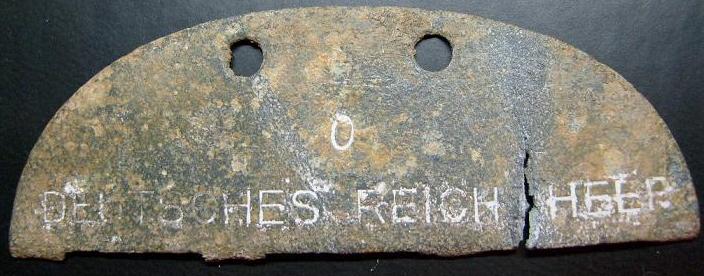 0
DEUTSCHES REICH HEER